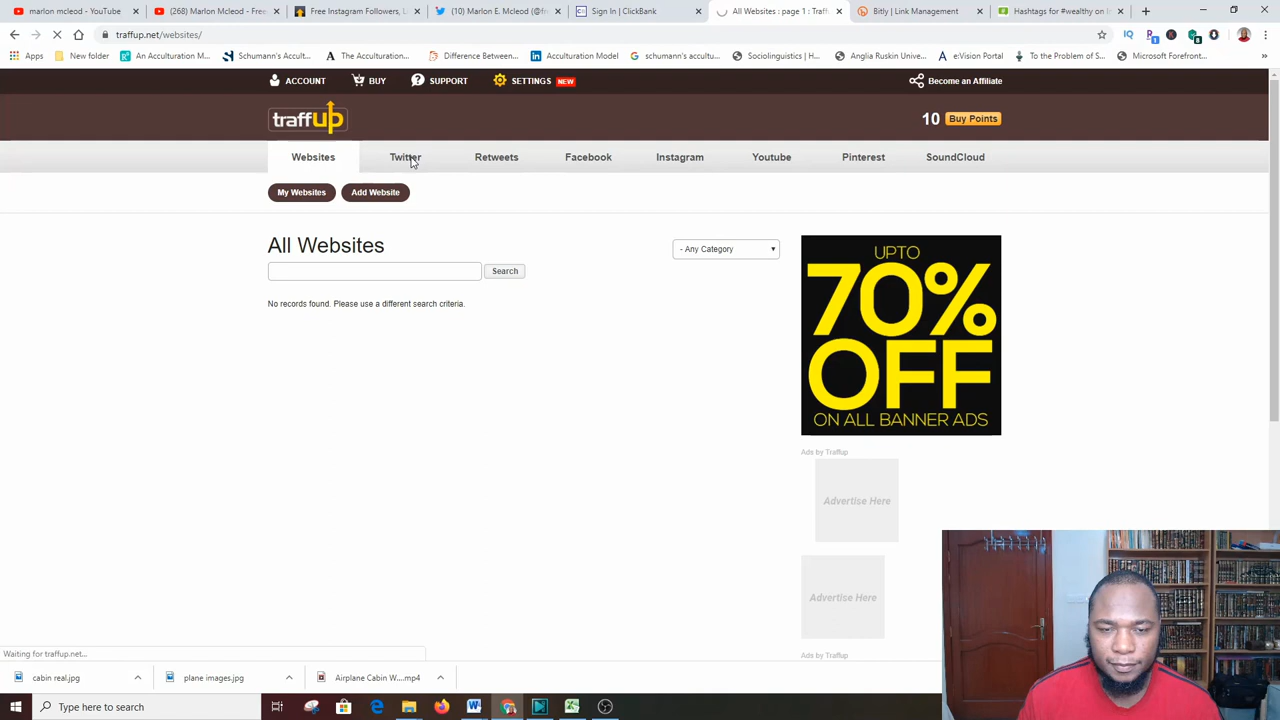 marlon mcleod - YouTube
(268) Marlon Mcleod - Free
Free Instagram Followers, L
(10) Marlon E. Mcleod (@fr
Sign In | ClickBank
All Websites : page 1 : Traff
Bitly | Link Management
Hashtags for #wealthy on I
traffup.net/websites/
Apps
New folder
An Acculturation M...
Schumann's Accult...
The Acculturation...
Difference Betwee...
Acculturation Model
schumann's accultu...
Sociolinguistics | H...
Anglia Ruskin Unive...
e:Vision Portal
To the Problem of S...
Microsoft Forefront...
ACCOUNT
BUY
SUPPORT
SETTINGS NEW
Become an Affiliate
traffup
10 Buy Points
Websites
Twitter
Retweets
Facebook
Instagram
Youtube
Pinterest
SoundCloud
My Websites
Add Website
All Websites
- Any Category
Search
No records found. Please use a different search criteria.
UPTO
70%
OFF
ON ALL BANNER ADS
Ads by Traffup
Advertise Here
Advertise Here
Ads by Traffup
Waiting for traffup.net...
cabin real.jpg
plane images.jpg
Airplane Cabin W....mp4
Type here to search